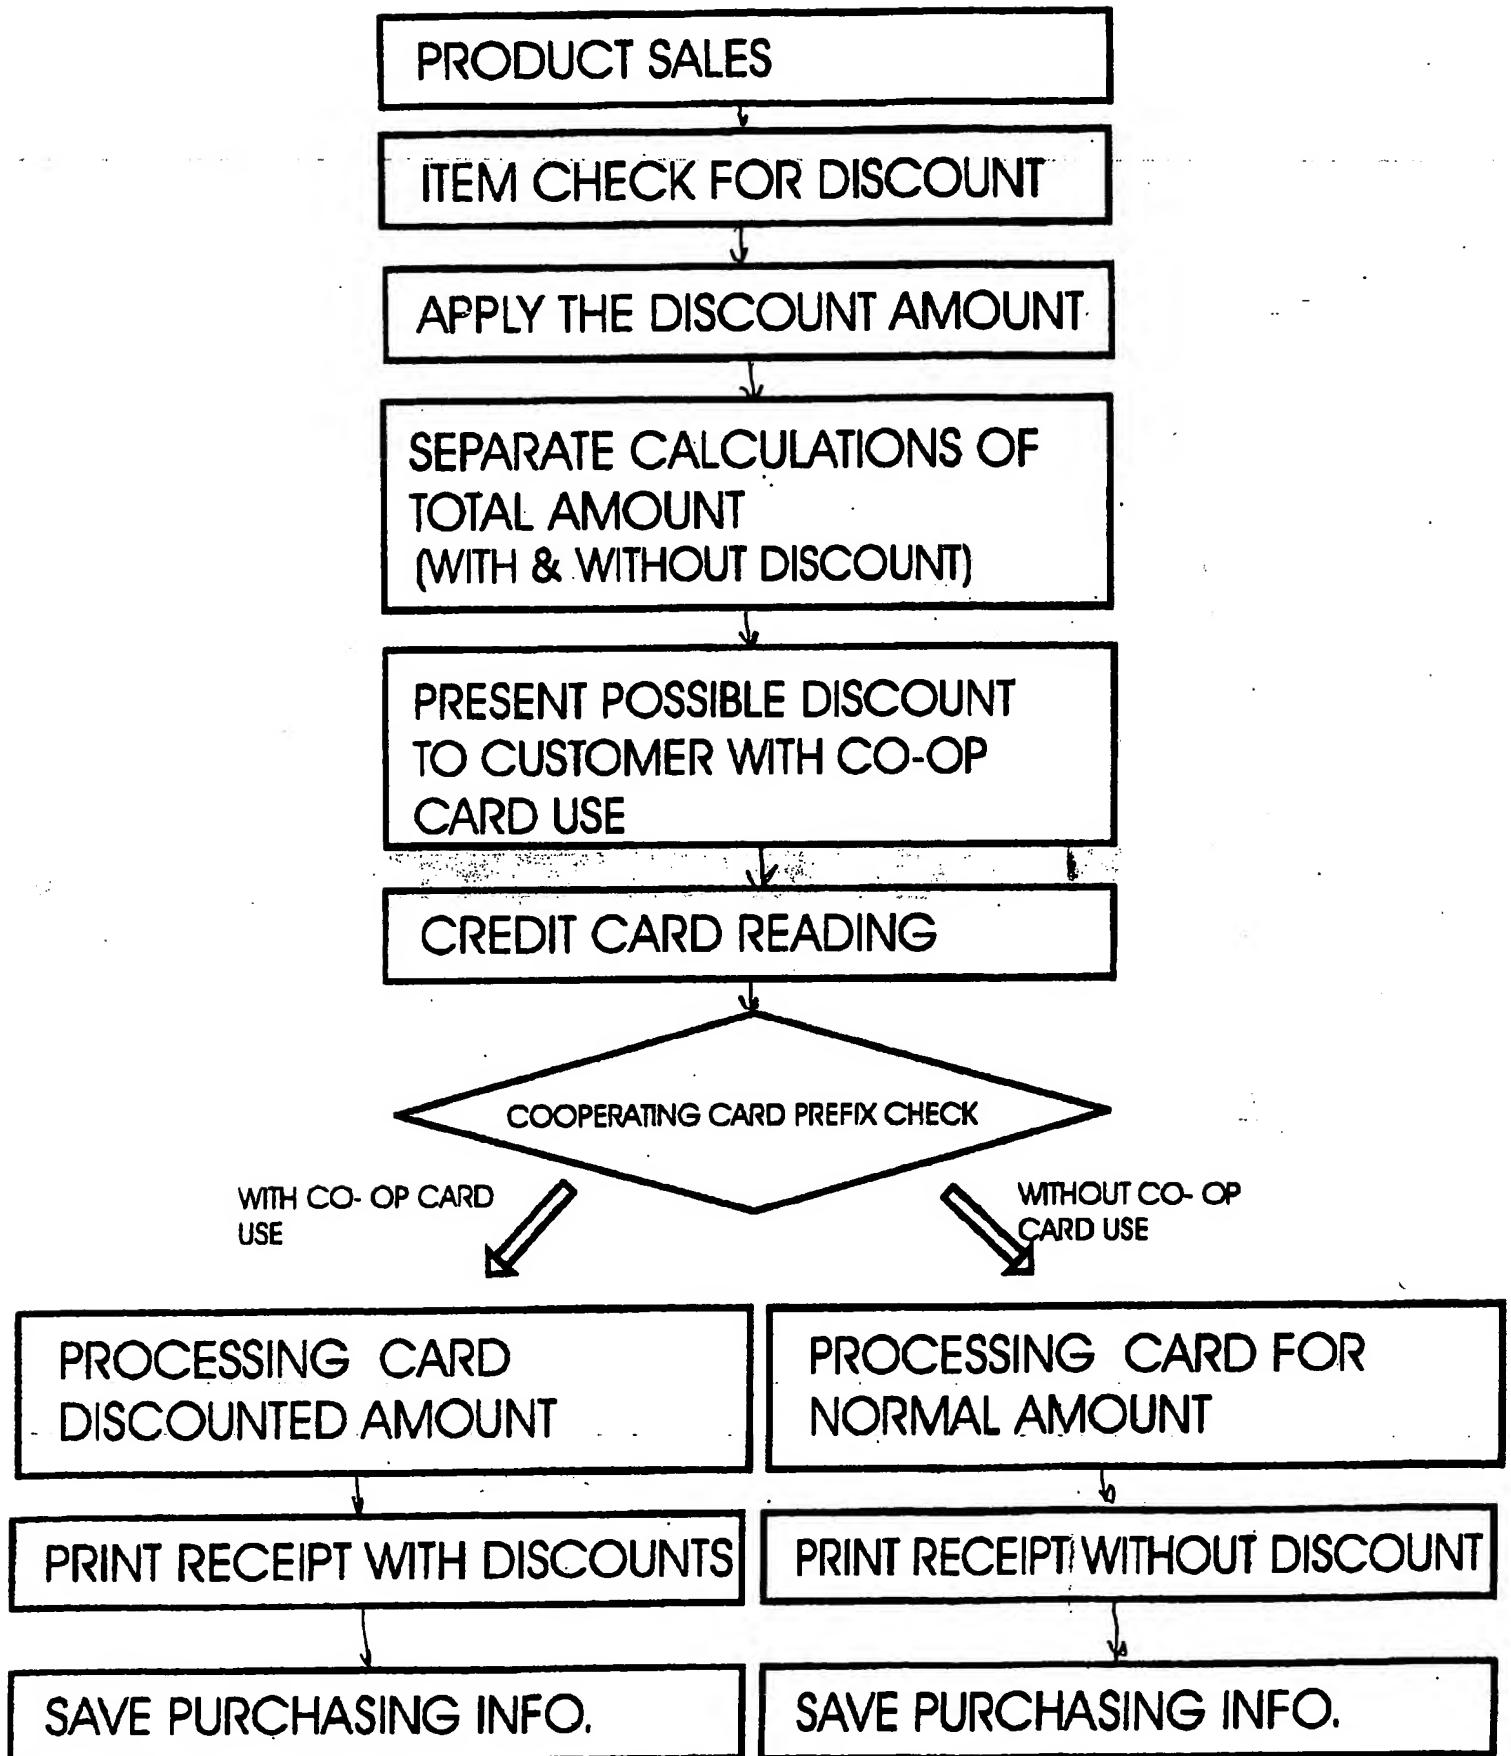 PRODUCT SALES
ITEM CHECK FOR DISCOUNT
APPLY THE DISCOUNT AMOUNT
SEPARATE CALCULATIONS OF
TOTAL AMOUNT
(WITH & WITHOUT DISCOUNT)
PRESENT POSSIBLE DISCOUNT
TO CUSTOMER WITH CO-OP
CARD USE
CREDIT CARD READING
COOPERATING CARD PREFIX CHECK
WITH CO- OP CARD
USE
WITHOUT CO- OP
CARD USE
PROCESSING CARD
DISCOUNTED AMOUNT
PROCESSING CARD FOR
NORMAL AMOUNT
PRINT RECEIPT WITH DISCOUNTS
PRINT RECEIPT WITHOUT DISCOUNT
SAVE PURCHASING INFO.
SAVE PURCHASING INFO.